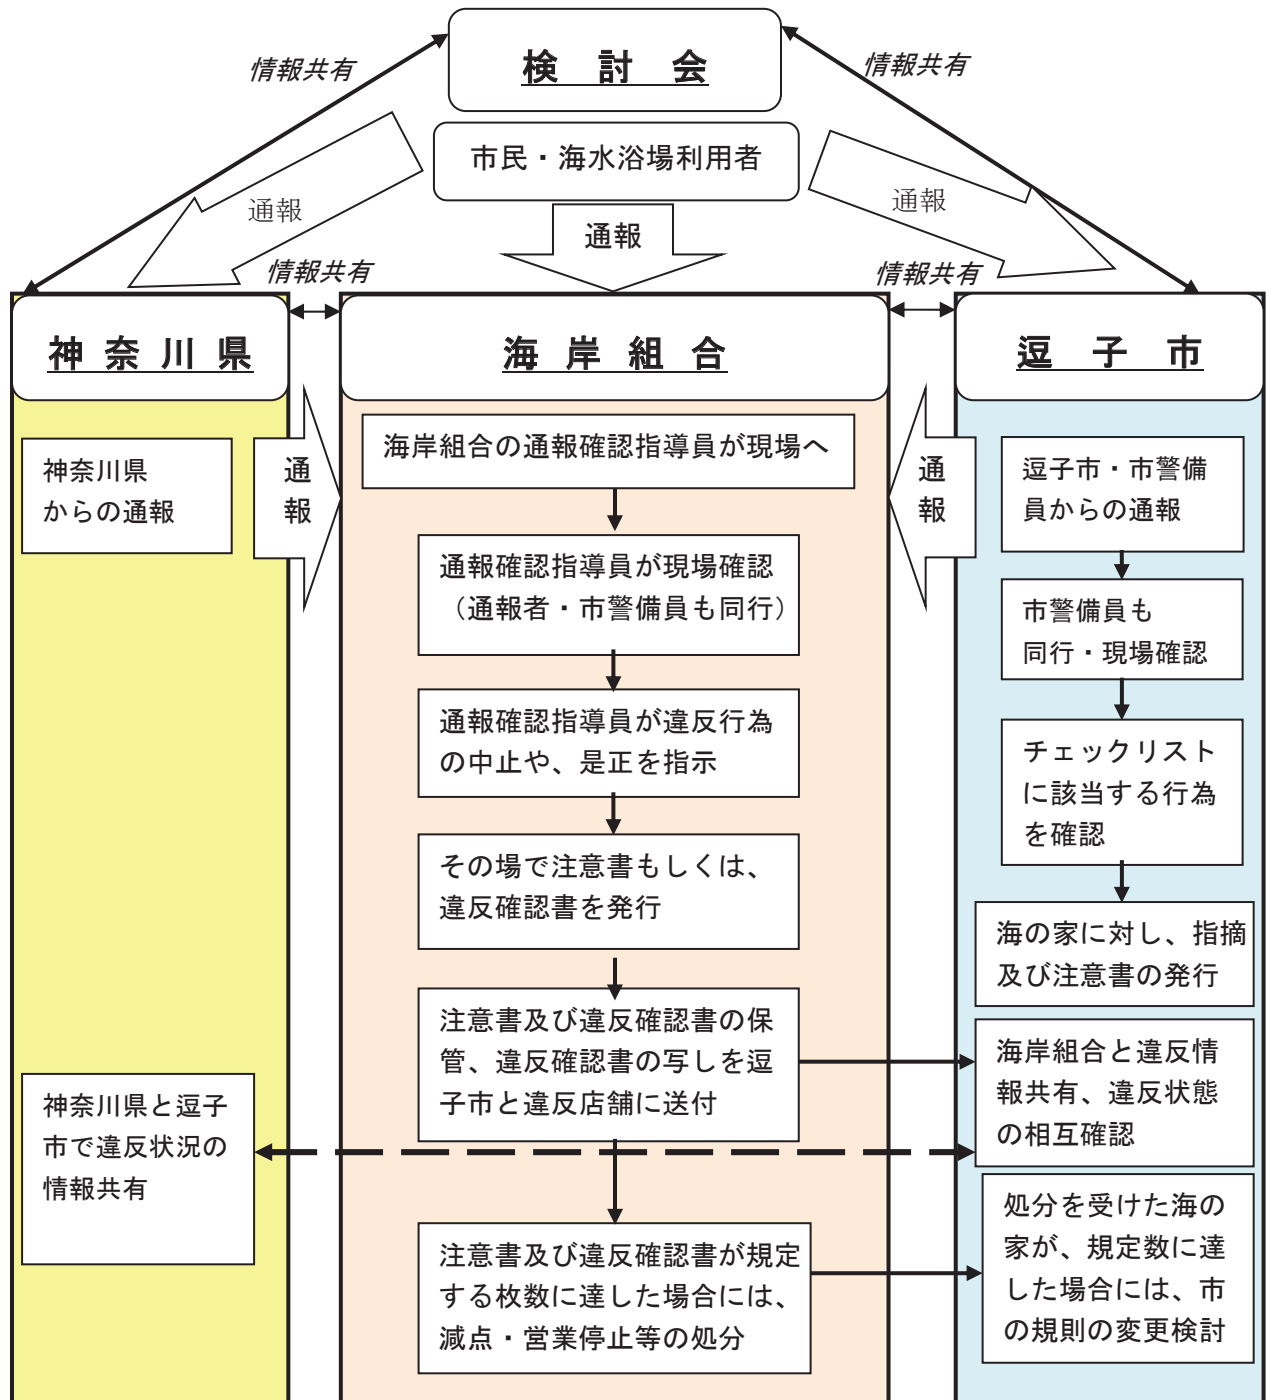 検 討 会
情報共有
情報共有
市民・海水浴場利用者
通報
通報
通報
情報共有
情報共有
神 奈 川 県
海 岸 組 合
逗 子 市
神奈川県
からの通報
通
報
海岸組合の通報確認指導員が現場へ
通報確認指導員が現場確認
（通報者・市警備員も同行）
通報確認指導員が違反行為
の中止や、是正を指示
その場で注意書もしくは、
違反確認書を発行
注意書及び違反確認書の保
管、違反確認書の写しを逗
子市と違反店舗に送付
注意書及び違反確認書が規定
する枚数に達した場合には、
減点・営業停止等の処分
通
報
逗子市・市警備
員からの通報
市警備員も
同行・現場確認
チェックリスト
に該当する行為
を確認
海の家に対し、指摘
及び注意書の発行
海岸組合と違反情
報共有、違反状態
の相互確認
処分を受けた海の
家が、規定数に達
した場合には、市
の規則の変更検討
神奈川県と逗子
市で違反状況の
情報共有